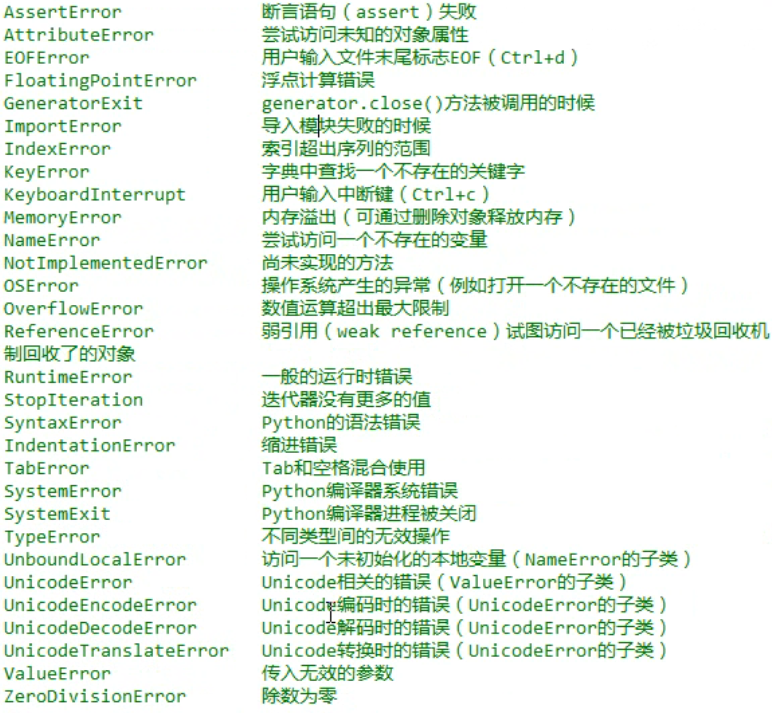 AssertError 断言语句（assert）失败
AttributeError 尝试访问未知的对象属性
EOFError 用户输入文件末尾标志EOF（Ctrl+d）
FloatingPointError 浮点计算错误
GeneratorExit generator.close()方法被调用的时候
ImportError 导入模块失败的时候
IndexError 索引超出序列的范围
KeyError 字典中查找一个不存在的关键字
KeyboardInterrupt 用户输入中断键（Ctrl+c）
MemoryError 内存溢出（可通过删除对象释放内存）
NameError 尝试访问一个不存在的变量
NotImplementedError 尚未实现的方法
OSError 操作系统产生的异常（例如打开一个不存在的文件）
OverflowError 数值运算超出最大限制
ReferenceError 弱引用（weak reference）试图访问一个已经被垃圾回收机
制回收了的对象
RuntimeError 一般的运行时错误
StopIteration 迭代器没有更多的值
SyntaxError Python的语法错误
IndentationError 缩进错误
TabError Tab和空格混合使用
SystemError Python编译器系统错误
SystemExit Python编译器进程被关闭
TypeError 不同类型间的无效操作
UnboundLocalError 访问一个未初始化的本地变量（NameError的子类）
UnicodeError Unicode相关的错误（ValueError的子类）
UnicodeEncodeError Unicode编码时的错误（UnicodeError的子类）
UnicodeDecodeError Unicode解码时的错误（UnicodeError的子类）
UnicodeTranslateError Unicode转换时的错误（UnicodeError的子类）
ValueError 传入无效的参数
ZeroDivisionError 除数为零